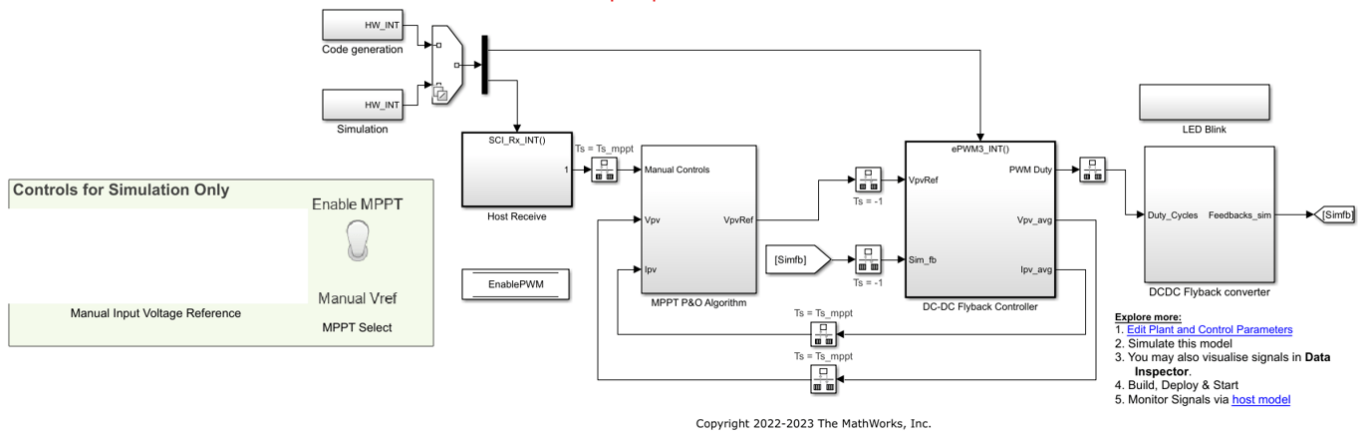 HW_INT
Code generation
HW_INT
Simulation
SCI_Rx_INT()
1
Host Receive
Ts = Ts_mppt
Manual Controls
Vpv
Ipv
VpvRef
MPPT P&O Algorithm
EnablePWM
Ts = -1
[Simfb]
Ts = -1
ePWM3_INT()
VpvRef
Sim_fb
PWM Duty
Vpv_avg
Ipv_avg
DC-DC Flyback Controller
LED Blink
Duty_Cycles
Feedbacks_sim
DCDC Flyback converter
[Simfb]
Ts = Ts_mppt
Ts = Ts_mppt
Controls for Simulation Only
Enable MPPT
Manual Vref
Manual Input Voltage Reference
MPPT Select
Explore more:
1. Edit Plant and Control Parameters
2. Simulate this model
3. You may also visualise signals in Data
Inspector.
4. Build, Deploy & Start
5. Monitor Signals via host model
Copyright 2022-2023 The MathWorks, Inc.